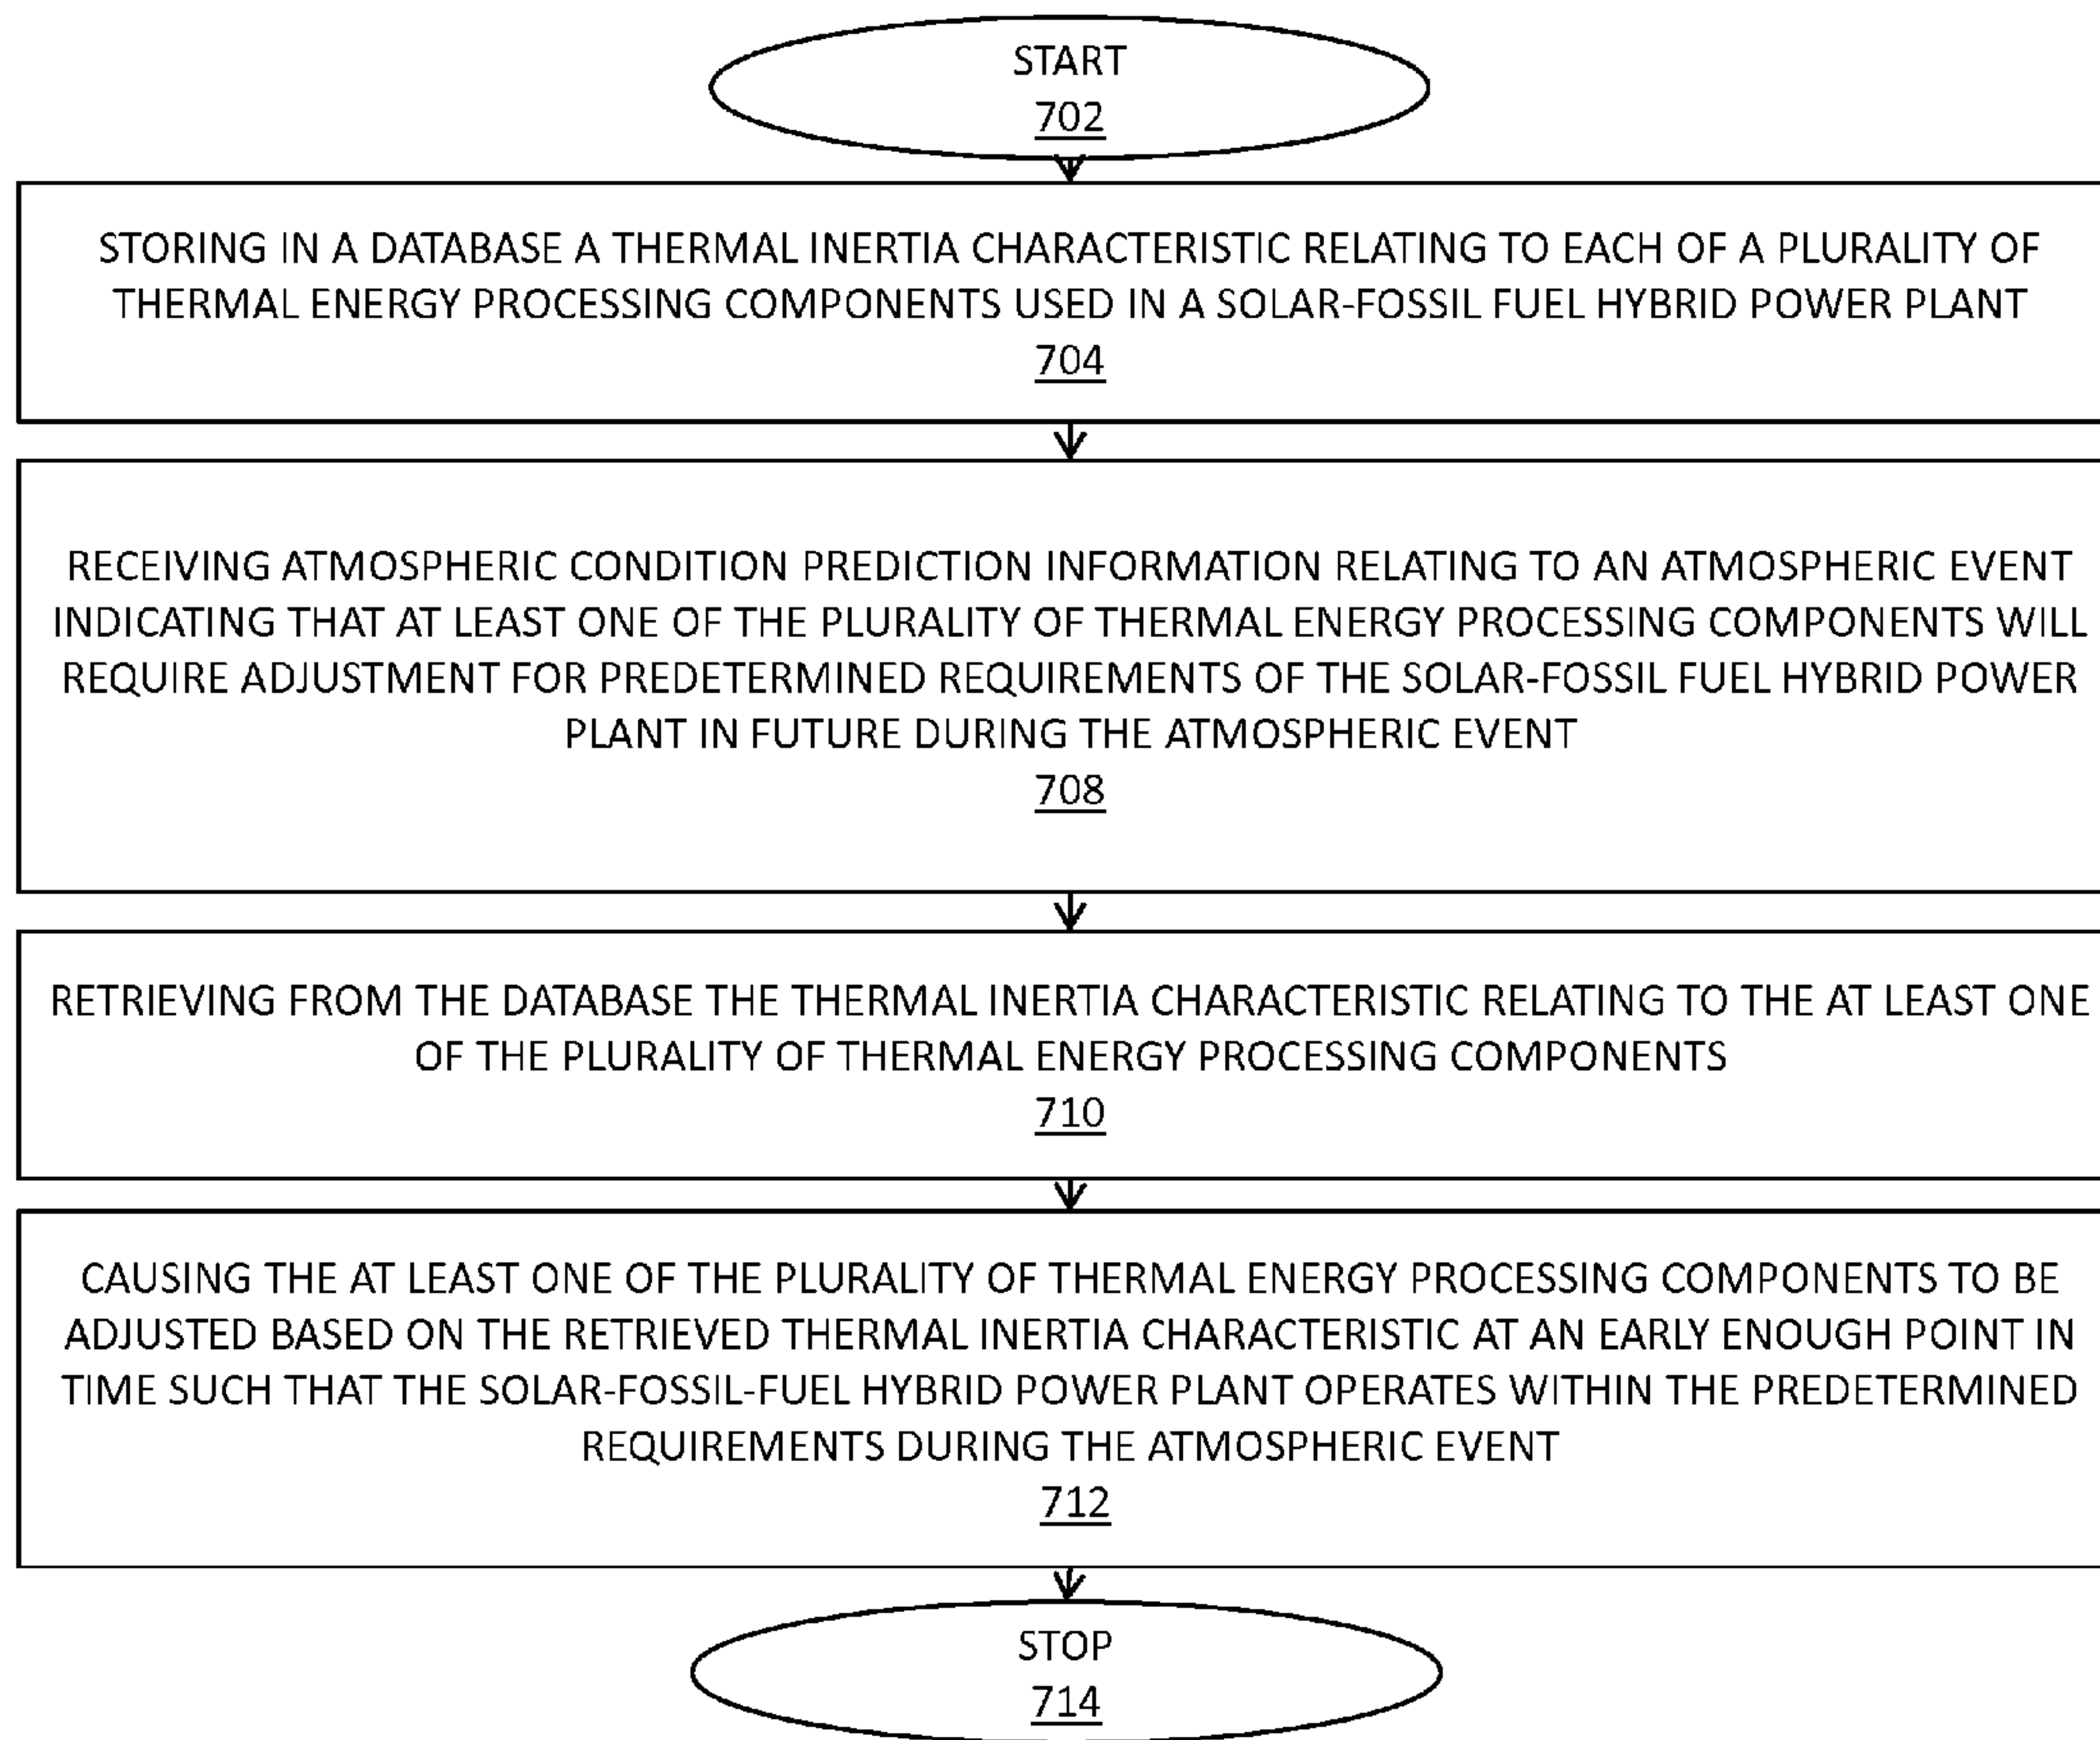 START
702
STORING IN A DATABASE A THERMAL INERTIA CHARACTERISTIC RELATING TO EACH OF A PLURALITY OF
THERMAL ENERGY PROCESSING COMPONENTS USED IN A SOLAR-FOSSIL FUEL HYBRID POWER PLANT
704
RECEIVING ATMOSPHERIC CONDITION PREDICTION INFORMATION RELATING TO AN ATMOSPHERIC EVENT
INDICATING THAT AT LEAST ONE OF THE PLURALITY OF THERMAL ENERGY PROCESSING COMPONENTS WILL
REQUIRE ADJUSTMENT FOR PREDETERMINED REQUIREMENTS OF THE SOLAR-FOSSIL FUEL HYBRID POWER
PLANT IN FUTURE DURING THE ATMOSPHERIC EVENT
708
RETRIEVING FROM THE DATABASE THE THERMAL INERTIA CHARACTERISTIC RELATING TO THE AT LEAST ONE
OF THE PLURALITY OF THERMAL ENERGY PROCESSING COMPONENTS
710
CAUSING THE AT LEAST ONE OF THE PLURALITY OF THERMAL ENERGY PROCESSING COMPONENTS TO BE
ADJUSTED BASED ON THE RETRIEVED THERMAL INERTIA CHARACTERISTIC AT AN EARLY ENOUGH POINT IN
TIME SUCH THAT THE SOLAR-FOSSIL-FUEL HYBRID POWER PLANT OPERATES WITHIN THE PREDETERMINED
REQUIREMENTS DURING THE ATMOSPHERIC EVENT
712
STOP
714